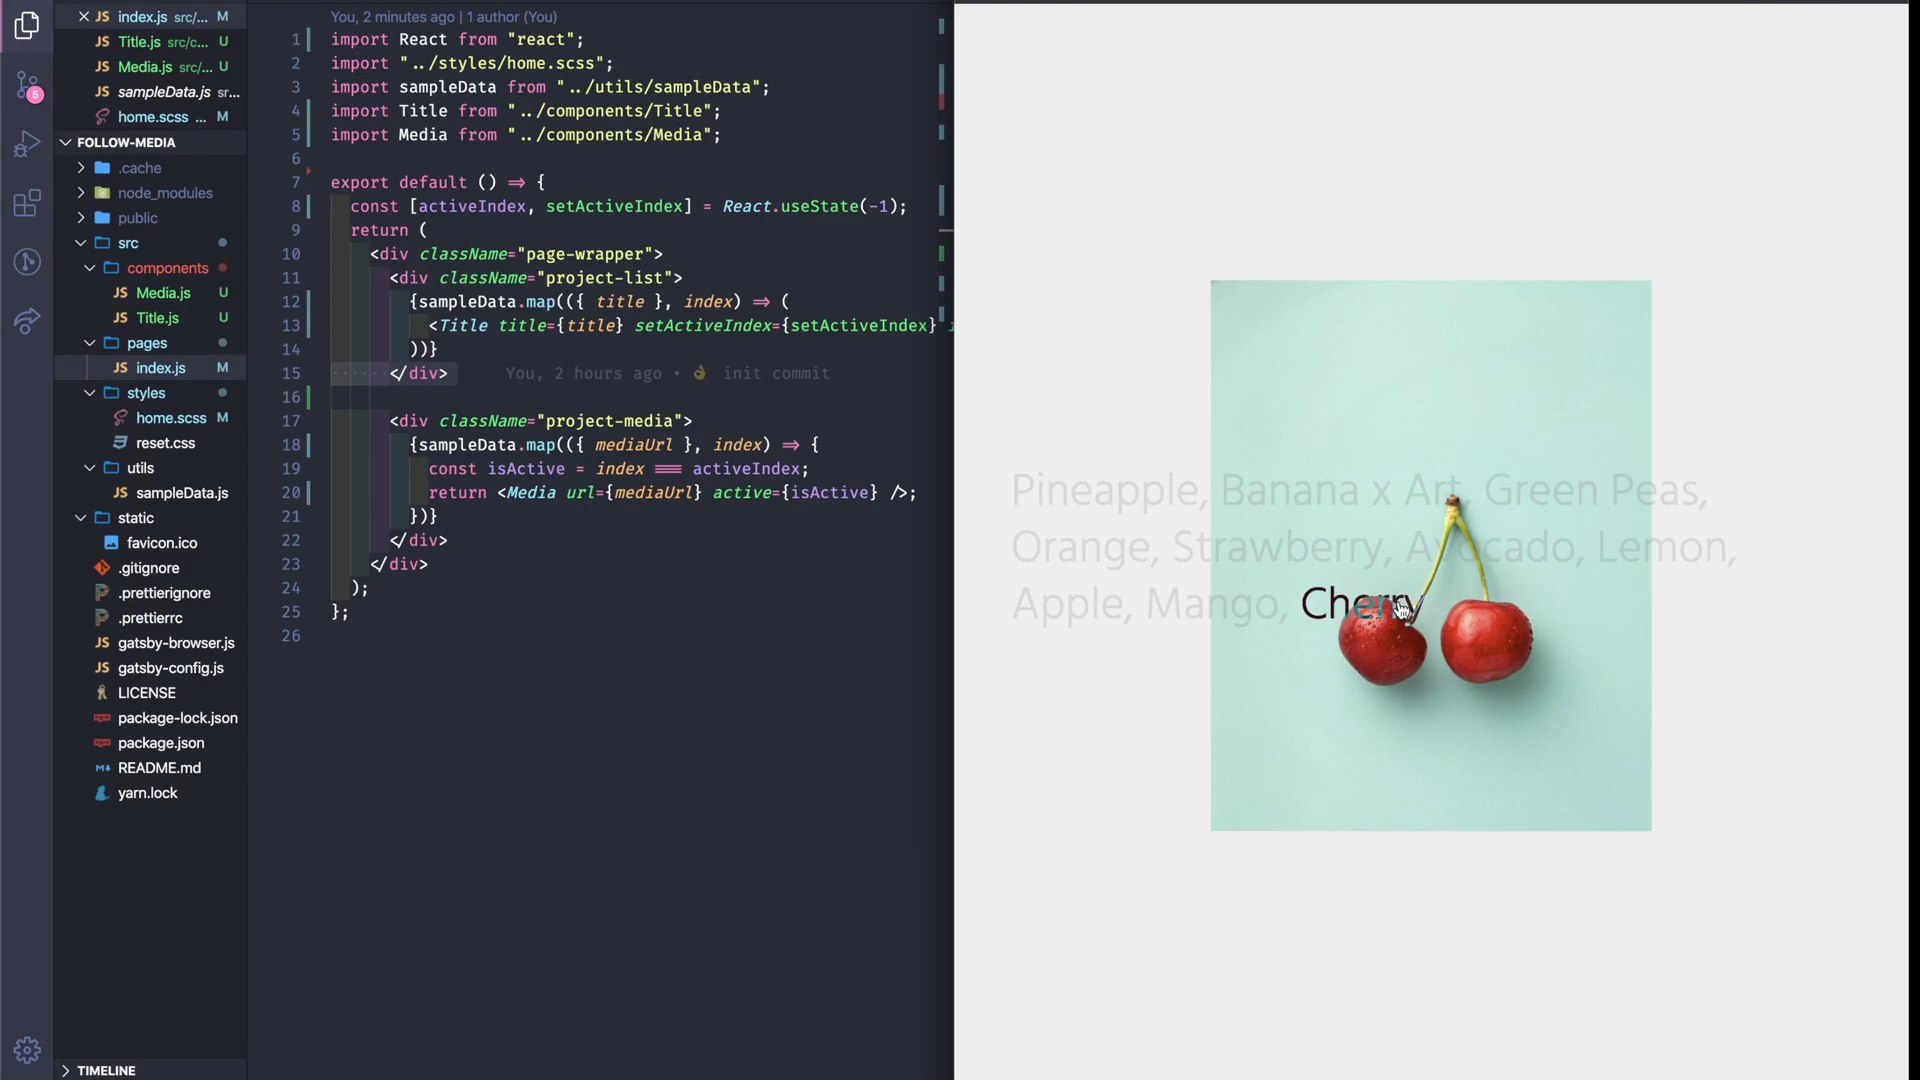 index.js src/... M
Title.js src/c... U
Media.js src/... U
sampleData.js sr...
home.scss ... M
FOLLOW-MEDIA
.cache
node_modules
public
src
components
Media.js U
Title.js U
pages
index.js M
styles
home.scss M
reset.css
utils
sampleData.js
static
favicon.ico
.gitignore
.prettierignore
.prettierrc
gatsby-browser.js
gatsby-config.js
LICENSE
package-lock.json
package.json
README.md
yarn.lock
TIMELINE
5
You, 2 minutes ago | 1 author (You)
1 import React from "react";
2 import "../styles/home.scss";
3 import sampleData from "../utils/sampleData";
4 import Title from "../components/Title";
5 import Media from "../components/Media";
6
7 export default () => {
8 const [activeIndex, setActiveIndex] = React.useState(-1);
9 return (
10 <div className="page-wrapper">
11 <div className="project-list">
12 {sampleData.map(({ title }, index) => (
13 <Title title={title} setActiveIndex={setActiveIndex}
14 ))}
15 </div> You, 2 hours ago • 👌 init commit
16
17 <div className="project-media">
18 {sampleData.map(({ mediaUrl }, index) => {
19 const isActive = index === activeIndex;
20 return <Media url={mediaUrl} active={isActive} />;
21 })}
22 </div>
23 </div>
24 );
25 };
26
Pineapple, Banana x Art, Green Peas,
Orange, Strawberry, Avocado, Lemon,
Apple, Mango, Cherry